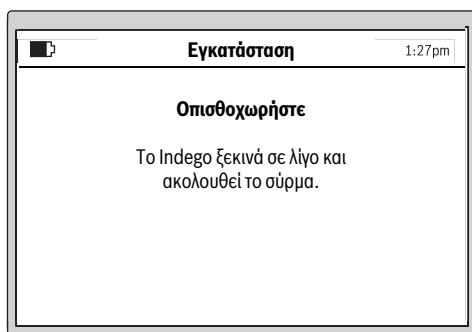 Εγκατάσταση 1:27pm
Οπισθοχωρήστε
Το Indego ξεκινά σε λίγο και
ακολουθεί το σύρμα.